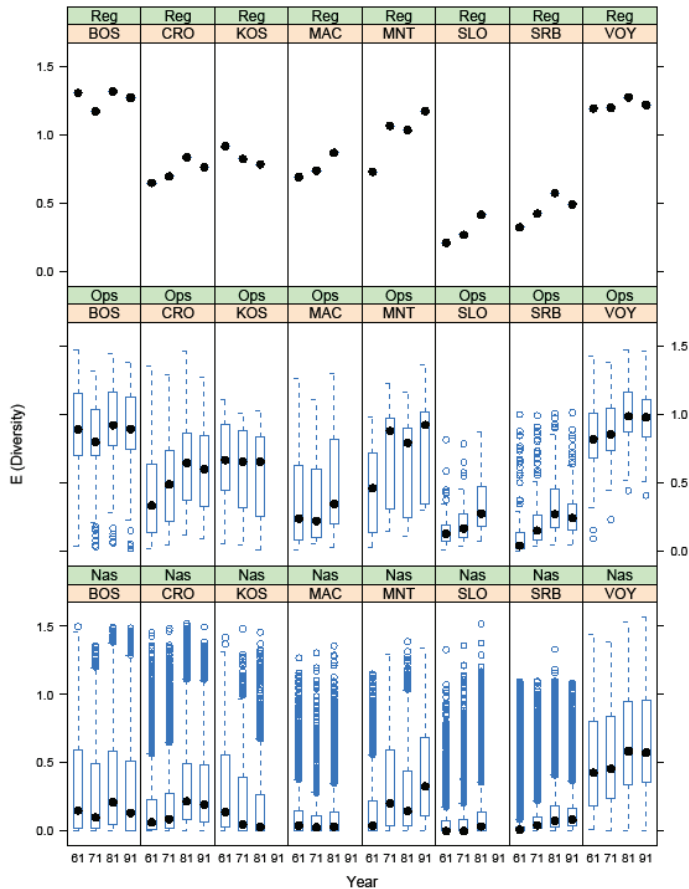 Reg Reg Reg Reg Reg Reg Reg Reg
BOS CRO KOS MAC MNT SLO SRB VOY
1.5
1.0
0.5
0.0
Ops Ops Ops Ops Ops Ops Ops Ops
BOS CRO KOS MAC MNT SLO SRB VOY
1.5
1.0
0.5
0.0
E (Diversity)
Nas Nas Nas Nas Nas Nas Nas Nas
BOS CRO KOS MAC MNT SLO SRB VOY
1.5
1.0
0.5
0.0
61 71 81 91 61 71 81 91 61 71 81 91 61 71 81 91 61 71 81 91 61 71 81 91 61 71 81 91 61 71 81 91
Year